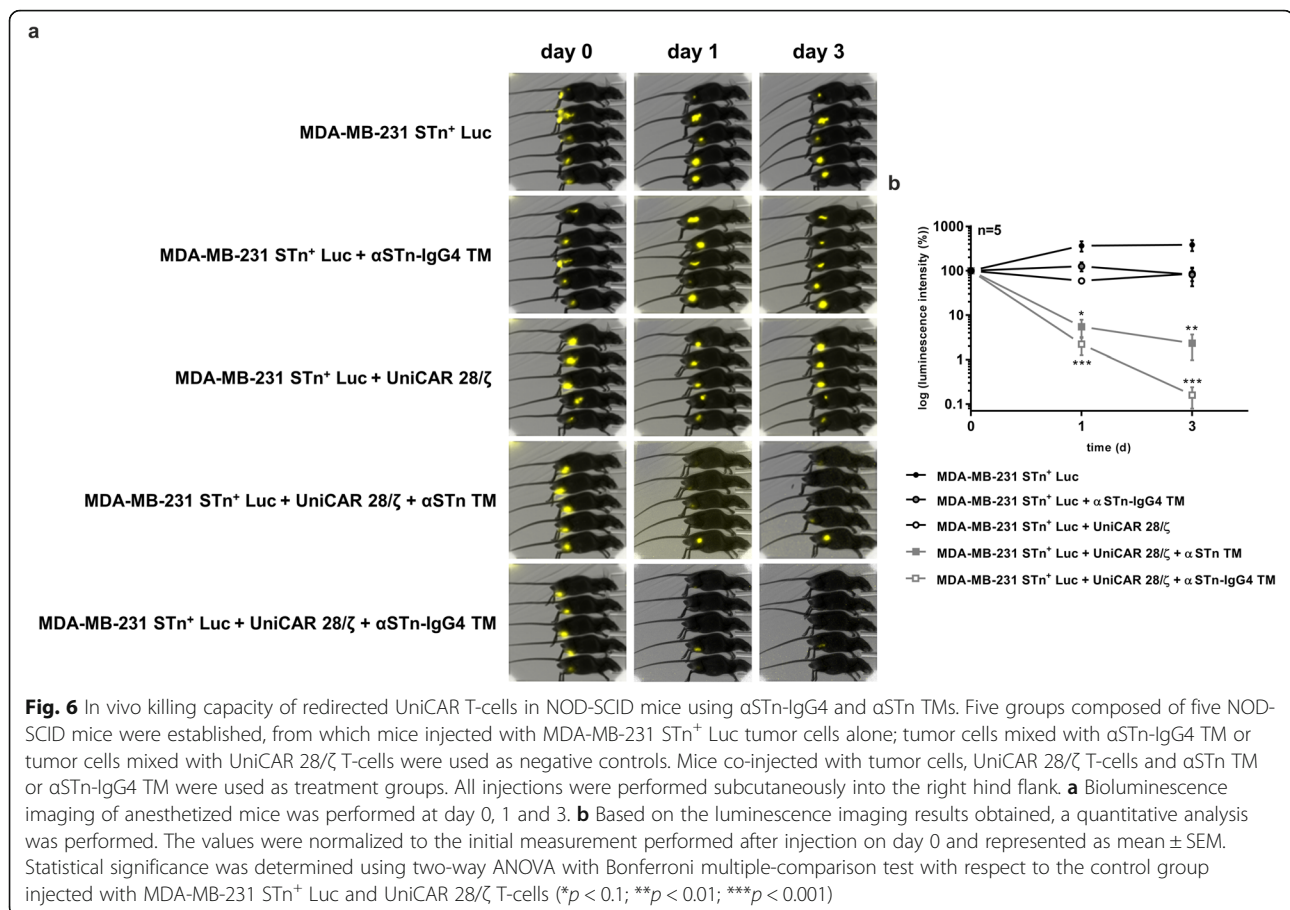 a
day 0 day 1 day 3
MDA-MB-231 STn⁺ Luc
MDA-MB-231 STn⁺ Luc + αSTn-IgG4 TM
MDA-MB-231 STn⁺ Luc + UniCAR 28/ζ
MDA-MB-231 STn⁺ Luc + UniCAR 28/ζ + αSTn TM
MDA-MB-231 STn⁺ Luc + UniCAR 28/ζ + αSTn-IgG4 TM
b
log (luminescence intensity (%))
1000
100
10
1
0.1
n=5
*
**
***
***
0 1 3
time (d)
MDA-MB-231 STn⁺ Luc
MDA-MB-231 STn⁺ Luc + α STn-IgG4 TM
MDA-MB-231 STn⁺ Luc + UniCAR 28/ζ
MDA-MB-231 STn⁺ Luc + UniCAR 28/ζ + α STn TM
MDA-MB-231 STn⁺ Luc + UniCAR 28/ζ + α STn-IgG4 TM
Fig. 6 In vivo killing capacity of redirected UniCAR T-cells in NOD-SCID mice using αSTn-IgG4 and αSTn TMs. Five groups composed of five NOD-
SCID mice were established, from which mice injected with MDA-MB-231 STn⁺ Luc tumor cells alone; tumor cells mixed with αSTn-IgG4 TM or
tumor cells mixed with UniCAR 28/ζ T-cells were used as negative controls. Mice co-injected with tumor cells, UniCAR 28/ζ T-cells and αSTn TM
or αSTn-IgG4 TM were used as treatment groups. All injections were performed subcutaneously into the right hind flank. a Bioluminescence
imaging of anesthetized mice was performed at day 0, 1 and 3. b Based on the luminescence imaging results obtained, a quantitative analysis
was performed. The values were normalized to the initial measurement performed after injection on day 0 and represented as mean ± SEM.
Statistical significance was determined using two-way ANOVA with Bonferroni multiple-comparison test with respect to the control group
injected with MDA-MB-231 STn⁺ Luc and UniCAR 28/ζ T-cells (*p < 0.1; **p < 0.01; ***p < 0.001)